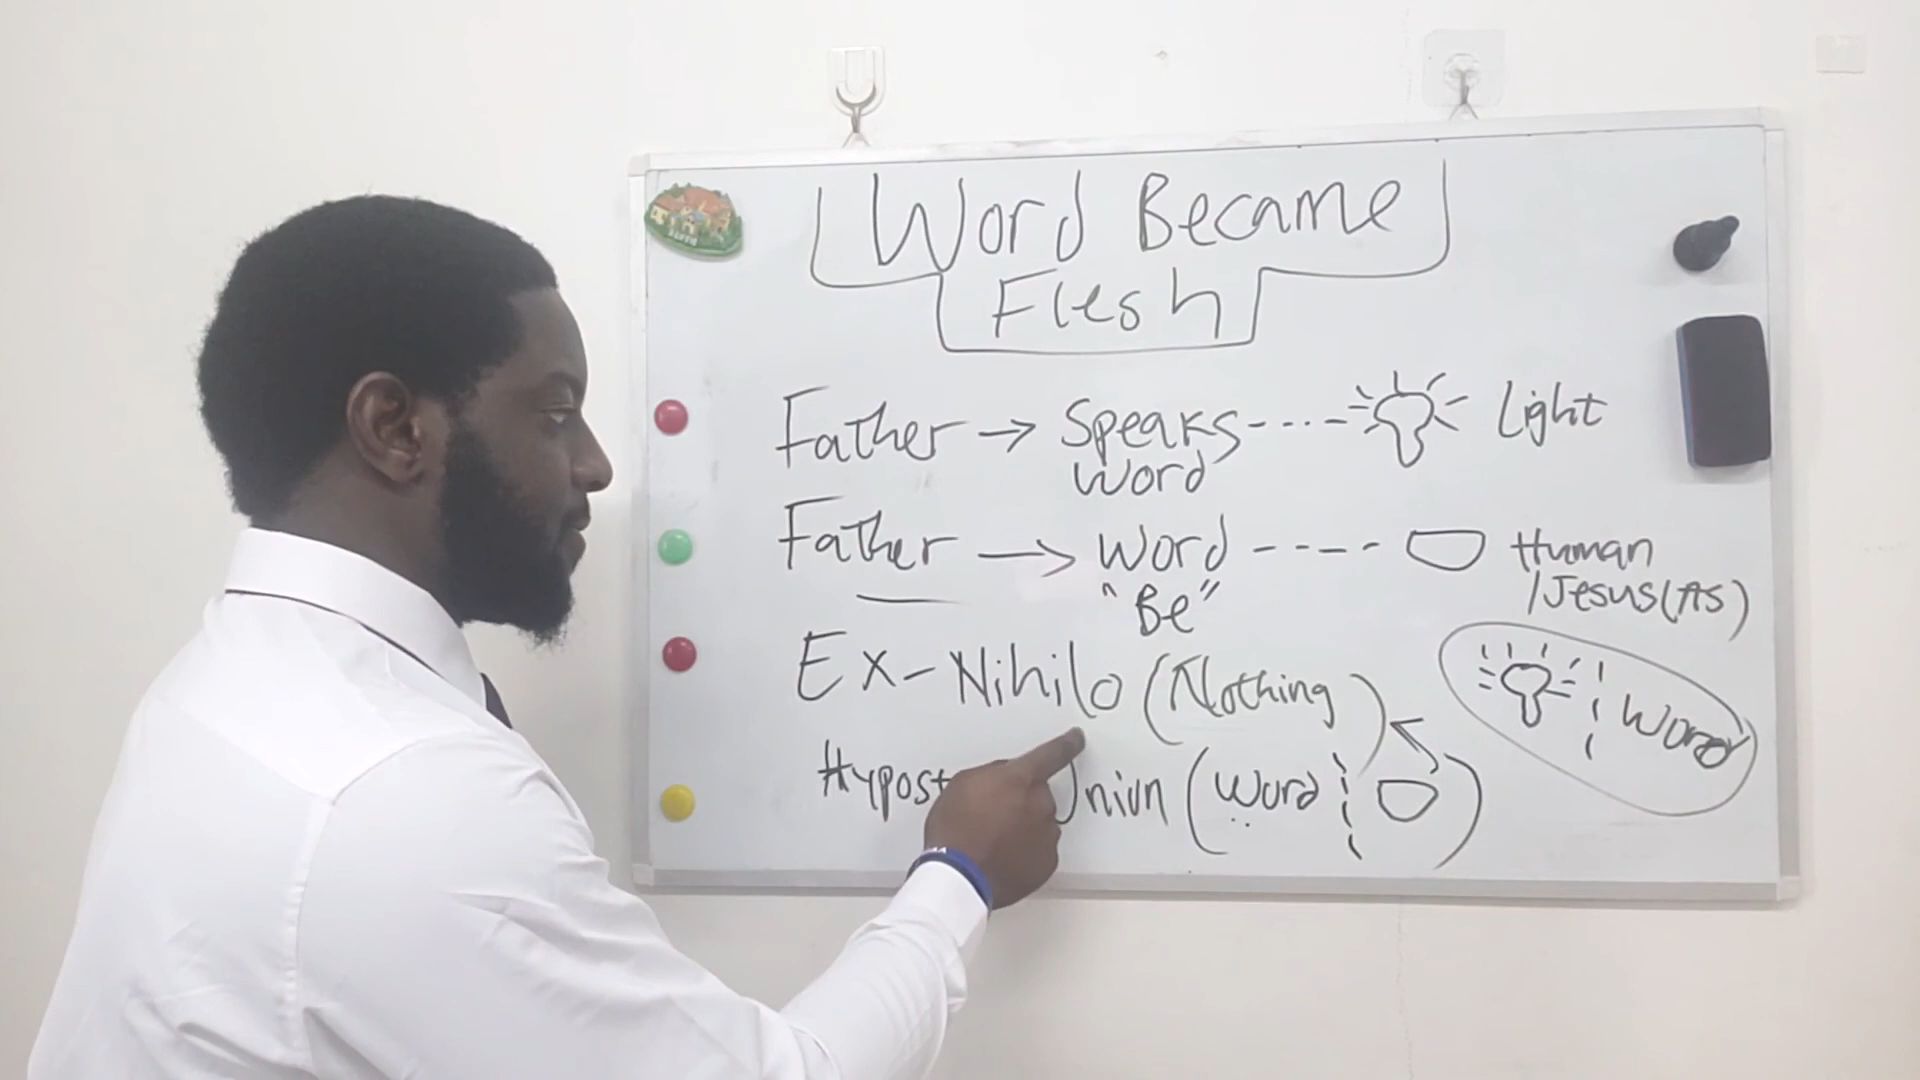 Word Became
Flesh
Father → Speaks Word ----- Light
Father → Word "Be" ---- Human /Jesus(As)
Ex-Nihilo (Nothing)
Word
Hypost Union (Word